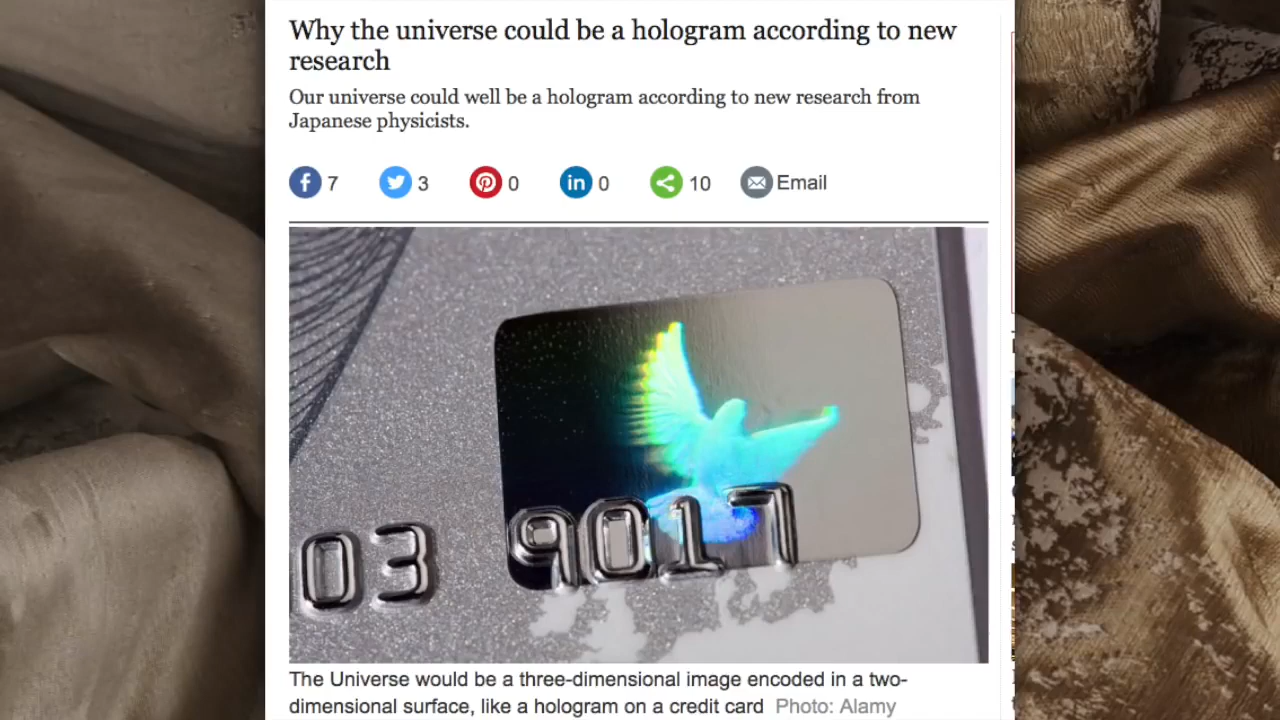 Why the universe could be a hologram according to new
research
Our universe could well be a hologram according to new research from
Japanese physicists.
7 3 0 in 0 10 Email
03 9017
The Universe would be a three-dimensional image encoded in a two-
dimensional surface, like a hologram on a credit card Photo: Alamy